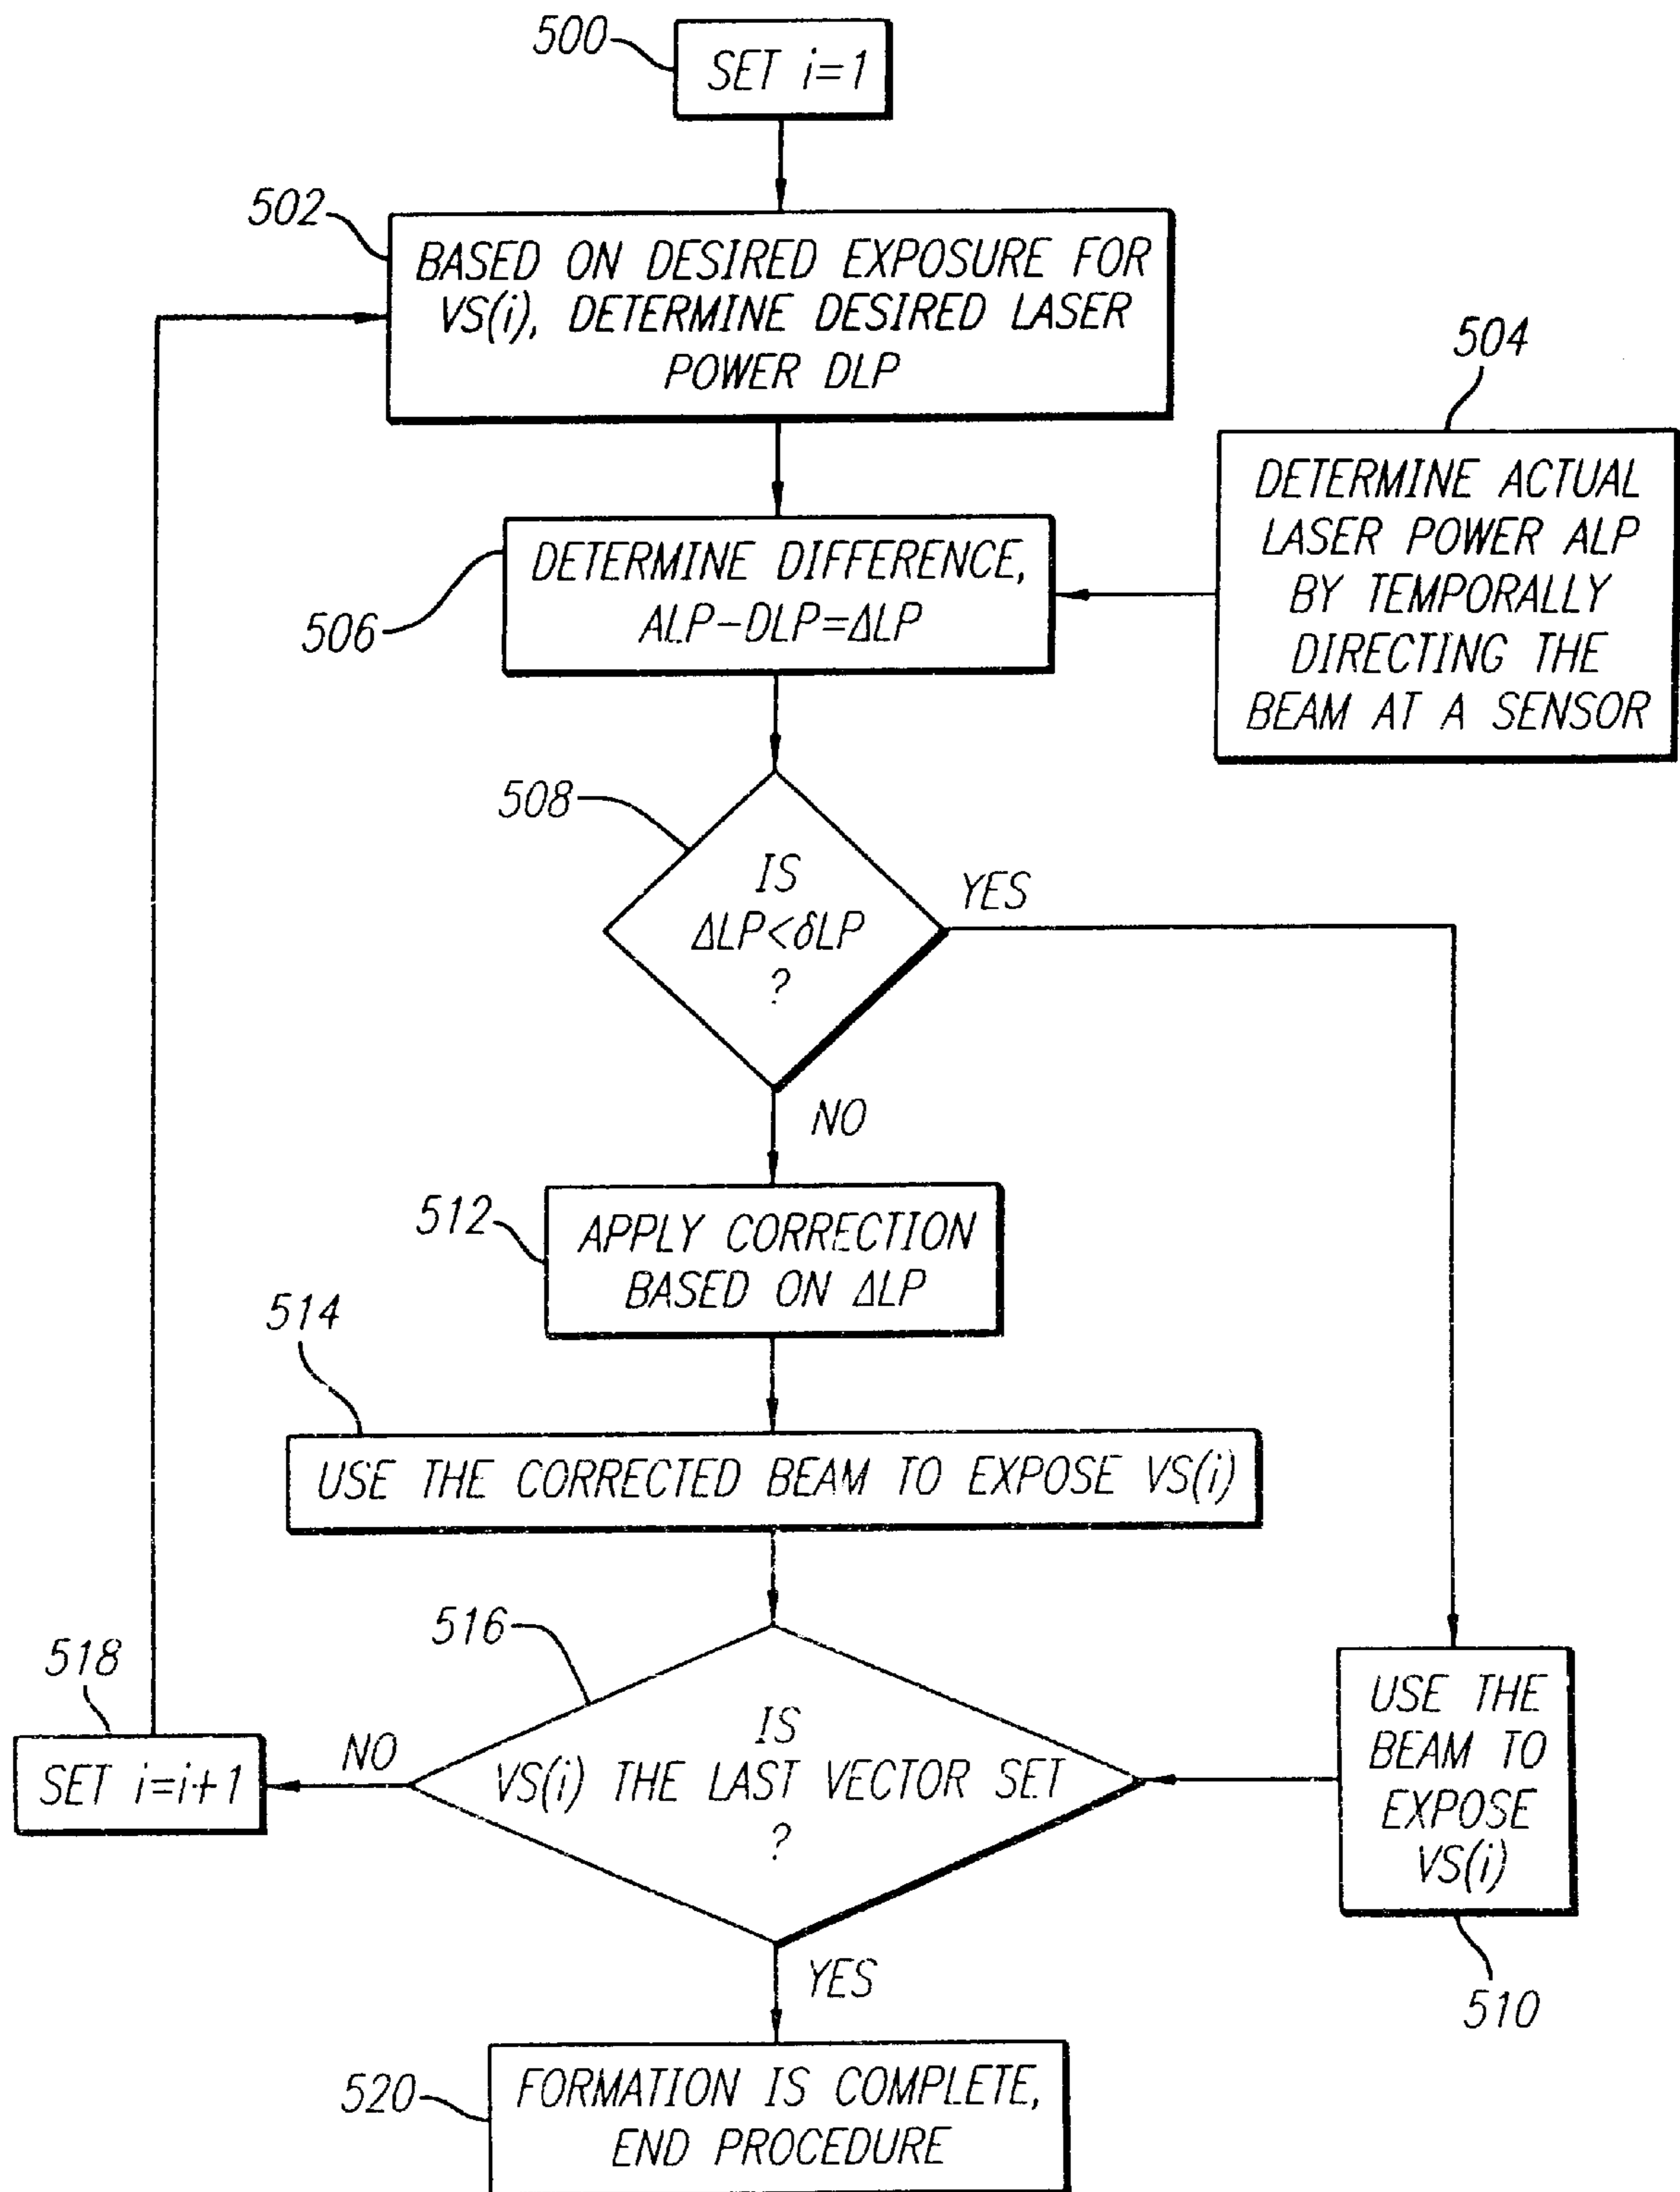 500
SET i=1
502
BASED ON DESIRED EXPOSURE FOR
VS(i), DETERMINE DESIRED LASER
POWER DLP
504
DETERMINE ACTUAL
LASER POWER ALP
BY TEMPORALLY
DIRECTING THE
BEAM AT A SENSOR
506
DETERMINE DIFFERENCE,
ALP-DLP=ΔLP
508
IS
ΔLP<δLP
?
YES
NO
512
APPLY CORRECTION
BASED ON ΔLP
514
USE THE CORRECTED BEAM TO EXPOSE VS(i)
516
IS
VS(i) THE LAST VECTOR SET
?
NO
518
SET i=i+1
USE THE
BEAM TO
EXPOSE
VS(i)
510
YES
520
FORMATION IS COMPLETE,
END PROCEDURE